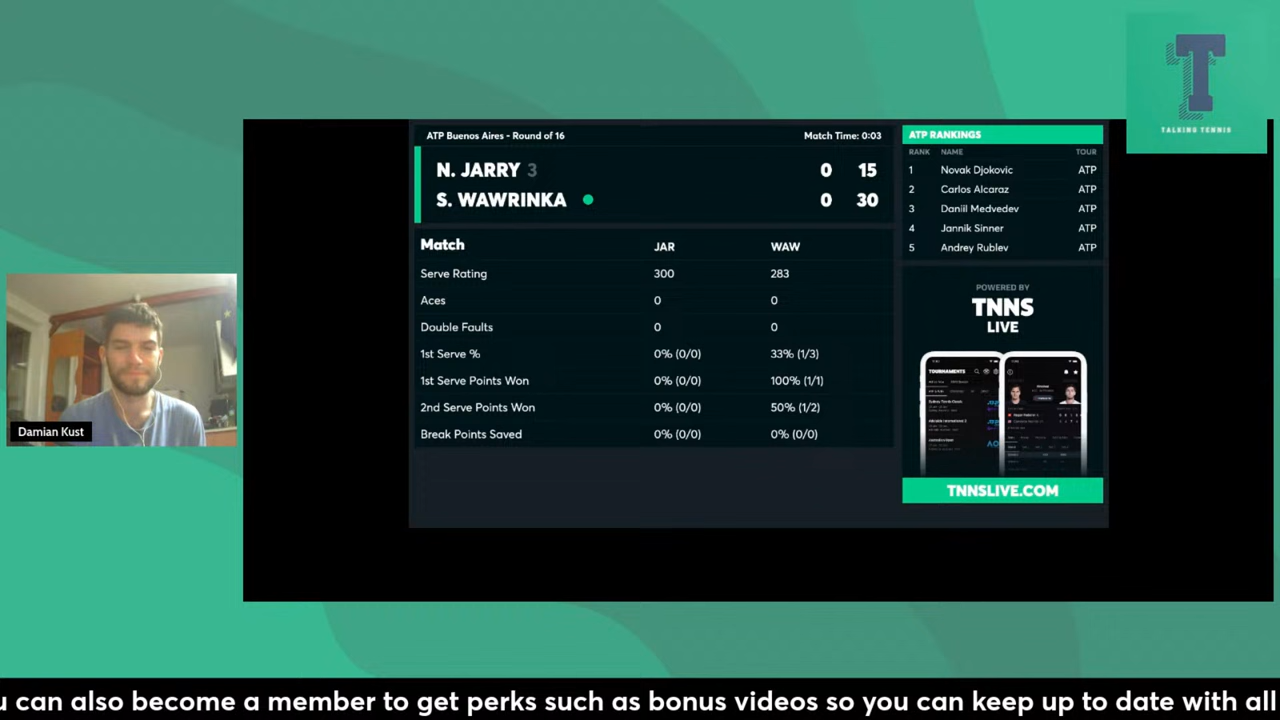 T
TALKING TENNIS
ATP Buenos Aires - Round of 16 Match Time: 0:03
N. JARRY 3 0 15
S. WAWRINKA 0 30
Match JAR WAW
Serve Rating 300 283
Aces 0 0
Double Faults 0 0
1st Serve % 0% (0/0) 33% (1/3)
1st Serve Points Won 0% (0/0) 100% (1/1)
2nd Serve Points Won 0% (0/0) 50% (1/2)
Break Points Saved 0% (0/0) 0% (0/0)
ATP RANKINGS
RANK NAME TOUR
1 Novak Djokovic ATP
2 Carlos Alcaraz ATP
3 Daniil Medvedev ATP
4 Jannik Sinner ATP
5 Andrey Rublev ATP
POWERED BY
TNNS
LIVE
TOURNAMENTS
TNNSLIVE.COM
Damian Kust
u can also become a member to get perks such as bonus videos so you can keep up to date with all